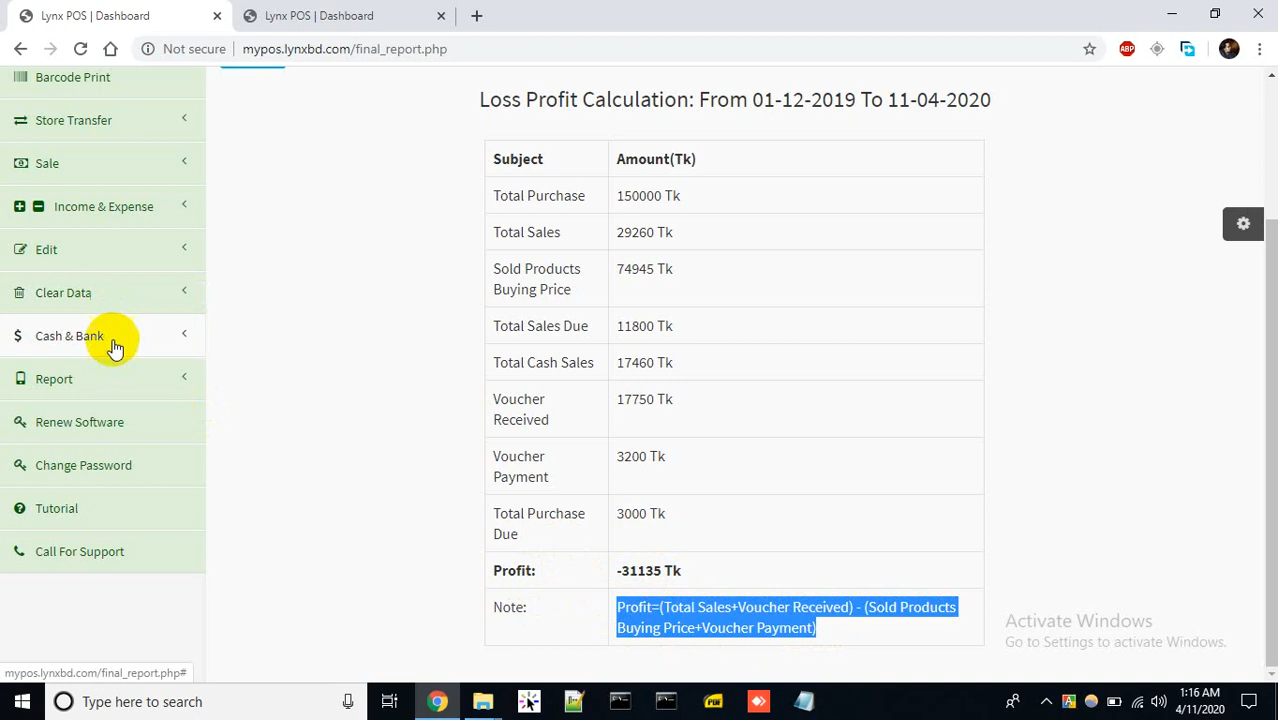 Lynx POS | Dashboard
Lynx POS | Dashboard
Not secure
mypos.lynxbd.com/final_report.php
ABP
Barcode Print
Store Transfer
Sale
Income & Expense
Edit
Clear Data
Cash & Bank
Report
Renew Software
Change Password
Tutorial
Call For Support
Loss Profit Calculation: From 01-12-2019 To 11-04-2020
Subject Amount(Tk)
Total Purchase 150000 Tk
Total Sales 29260 Tk
Sold Products 74945 Tk
Buying Price
Total Sales Due 11800 Tk
Total Cash Sales 17460 Tk
Voucher 17750 Tk
Received
Voucher 3200 Tk
Payment
Total Purchase 3000 Tk
Due
Profit: -31135 Tk
Note: Profit=(Total Sales+Voucher Received) - (Sold Products
Buying Price+Voucher Payment)
Activate Windows
Go to Settings to activate Windows.
mypos.lynxbd.com/final_report.php#
Type here to search
1:16 AM
4/11/2020